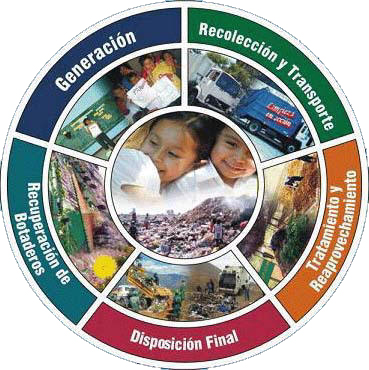 Generación
Recolección y Transporte
Tratamiento y
Reaprovechamiento
Disposición Final
Recuperación de
Botaderos